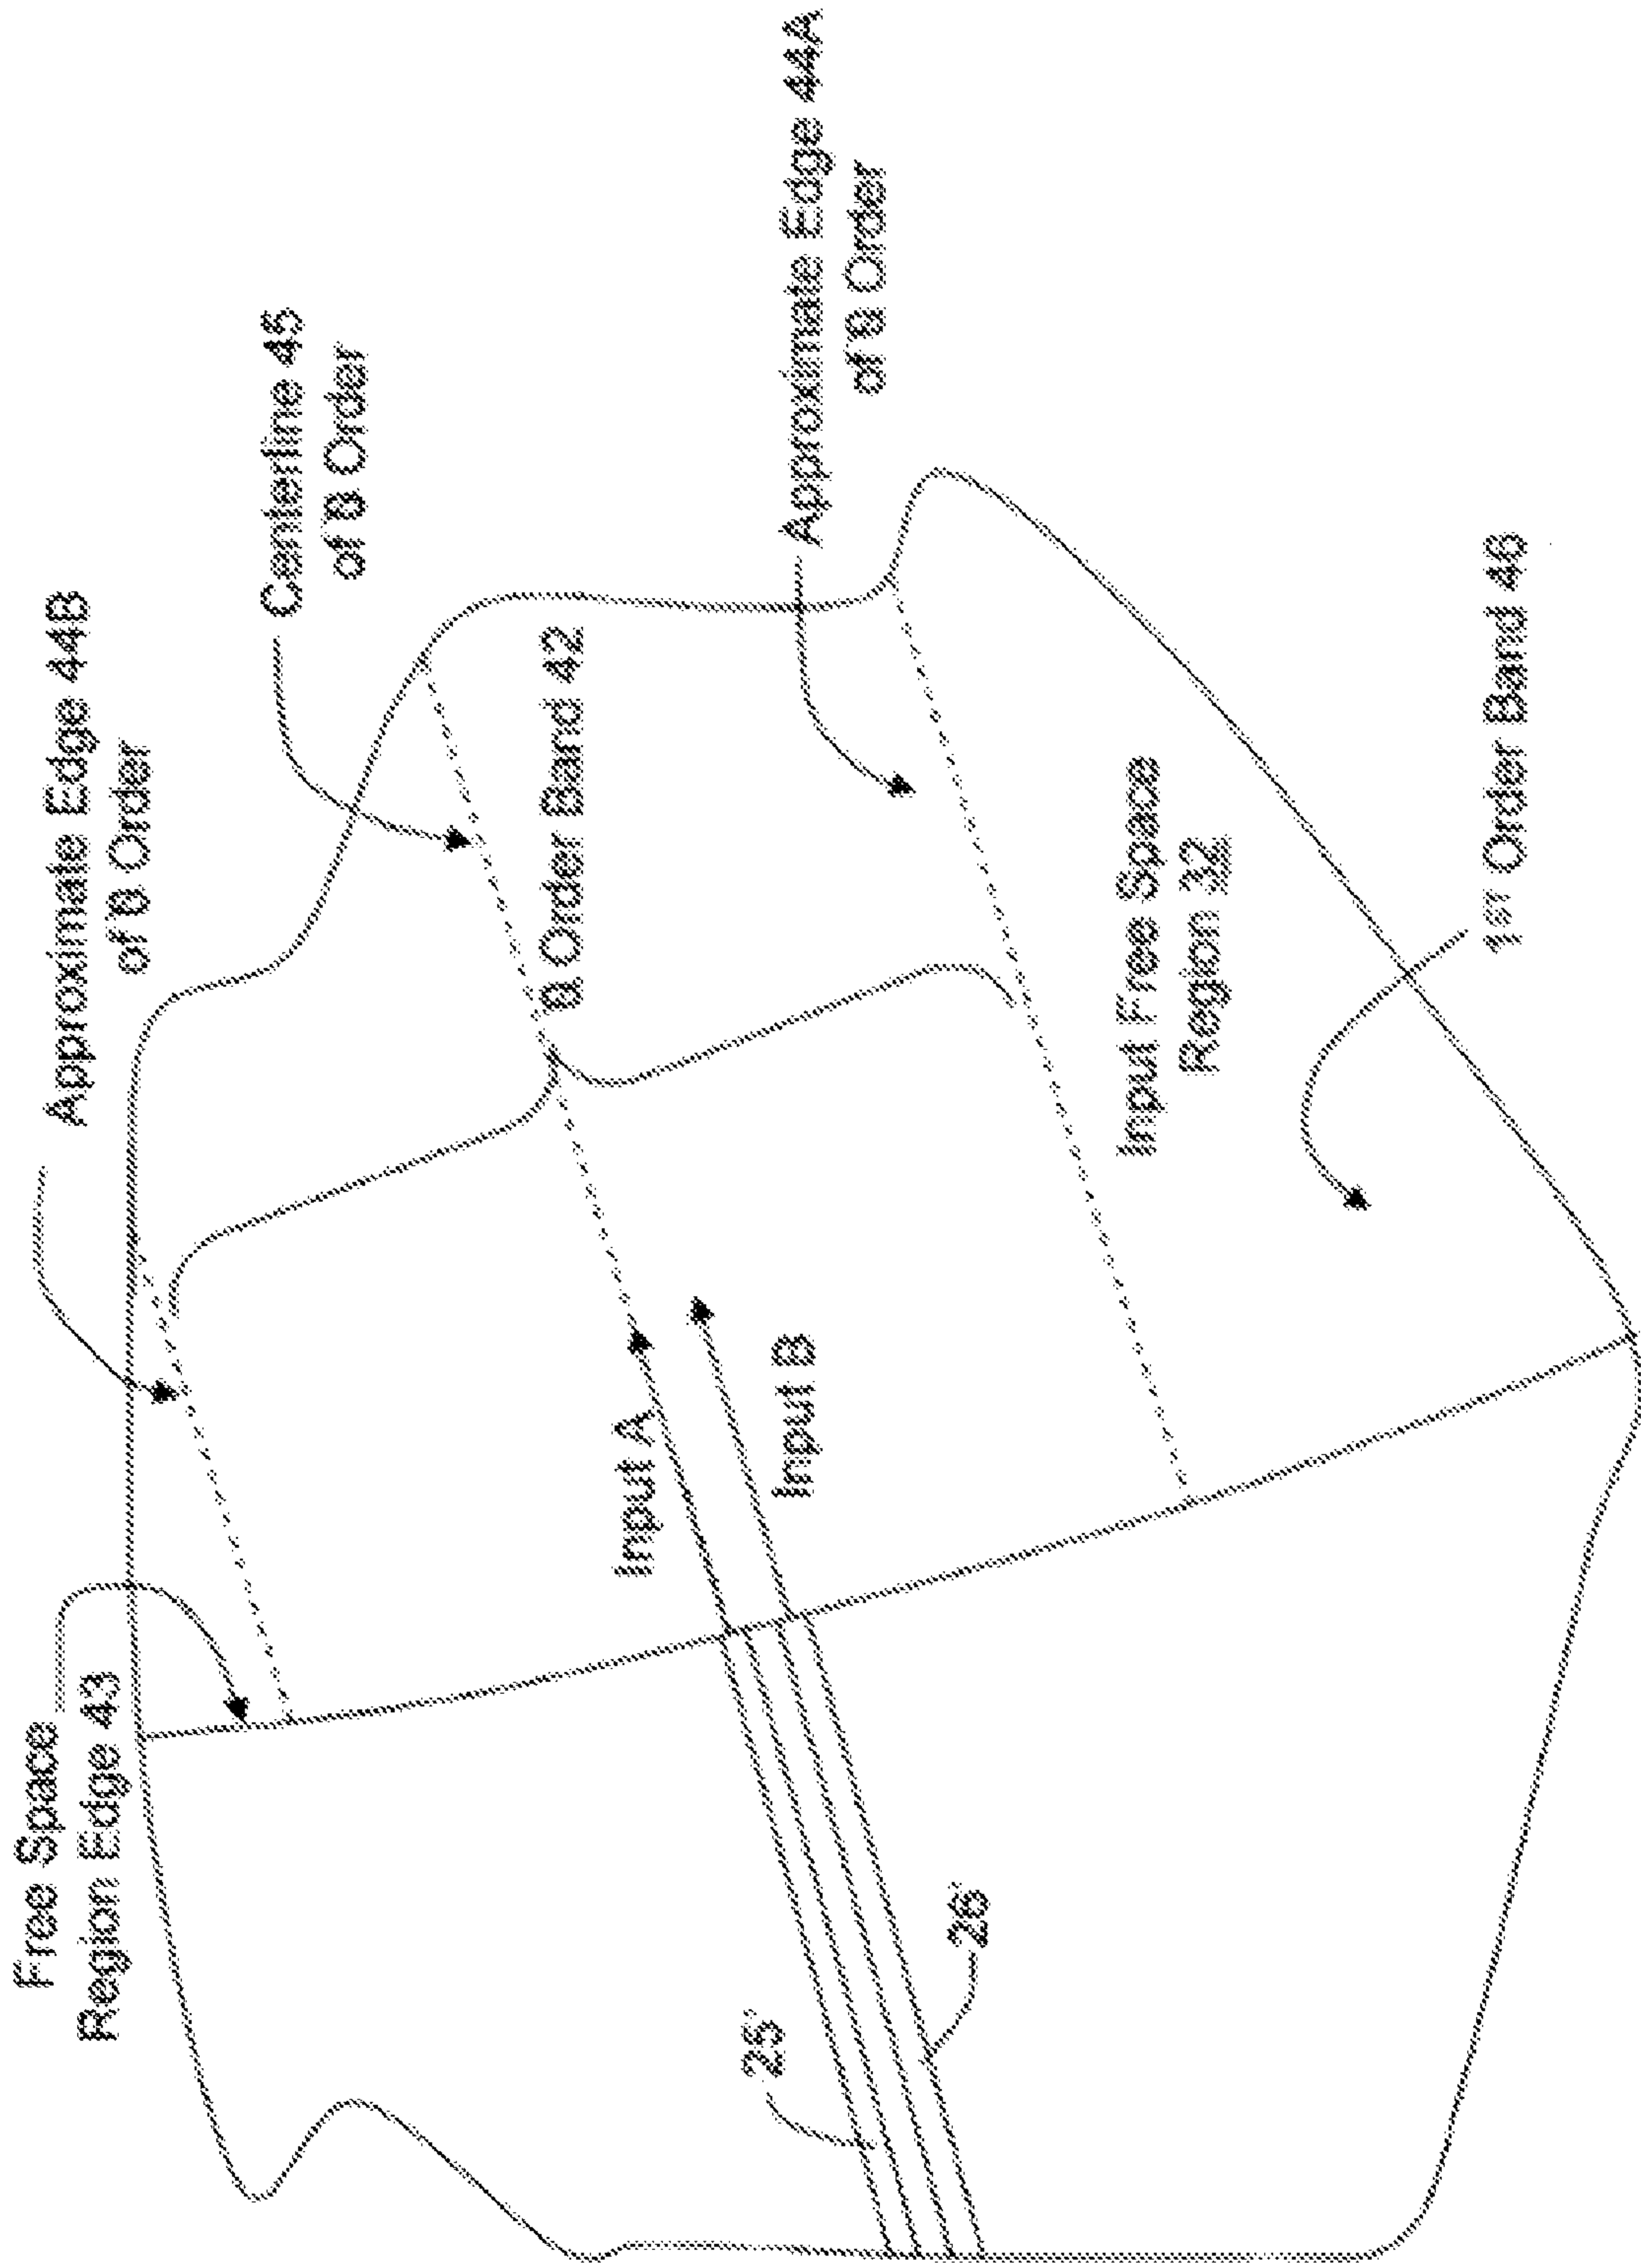 Free Space
Region Edge 43
Approximate Edge 44B
of 0 Order
Centerline 45
of 0 Order
0 Order Band 42
Approximate Edge 44A
of 0 Order
Input A
Input B
25
26
Input Free Space
Region 32
1ST Order Band 46